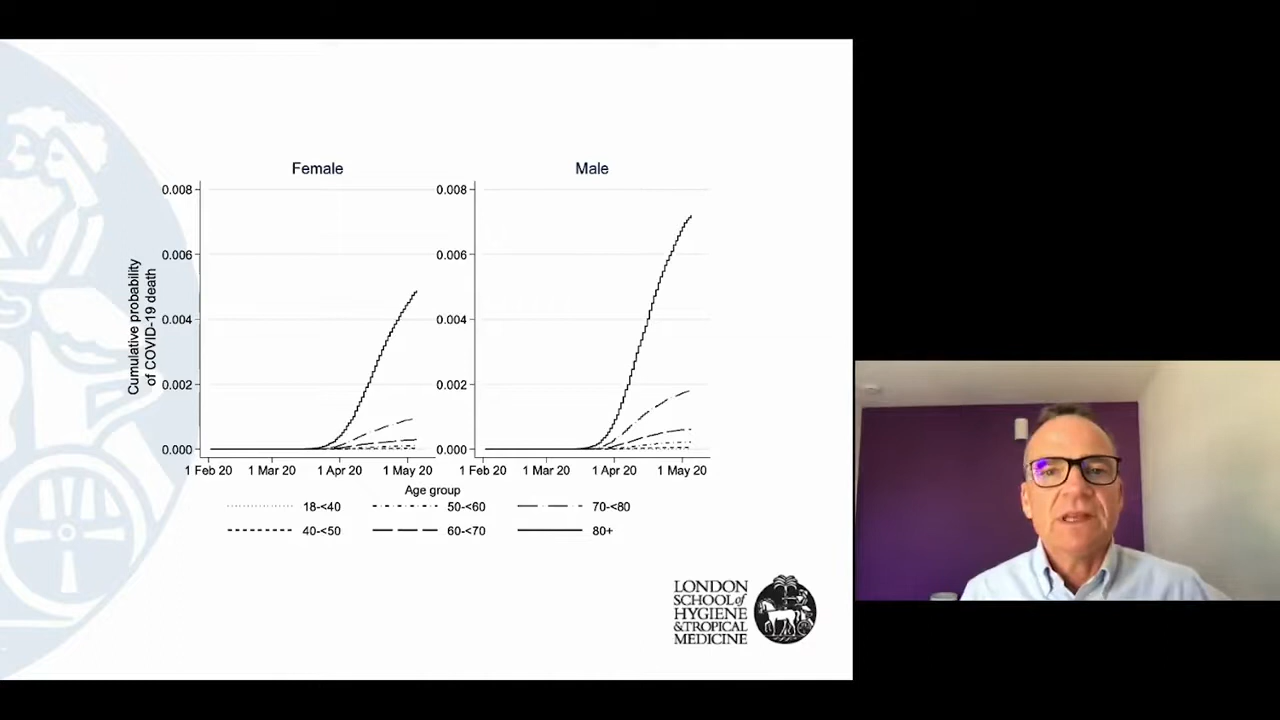 Female
Male
0.008
0.006
0.004
0.002
0.000
0.008
0.006
0.004
0.002
0.000
Cumulative probability
of COVID-19 death
1 Feb 20 1 Mar 20 1 Apr 20 1 May 20
1 Feb 20 1 Mar 20 1 Apr 20 1 May 20
Age group
18-<40 50-<60 70-<80
40-<50 60-<70 80+
LONDON
SCHOOL of
HYGIENE
&TROPICAL
MEDICINE